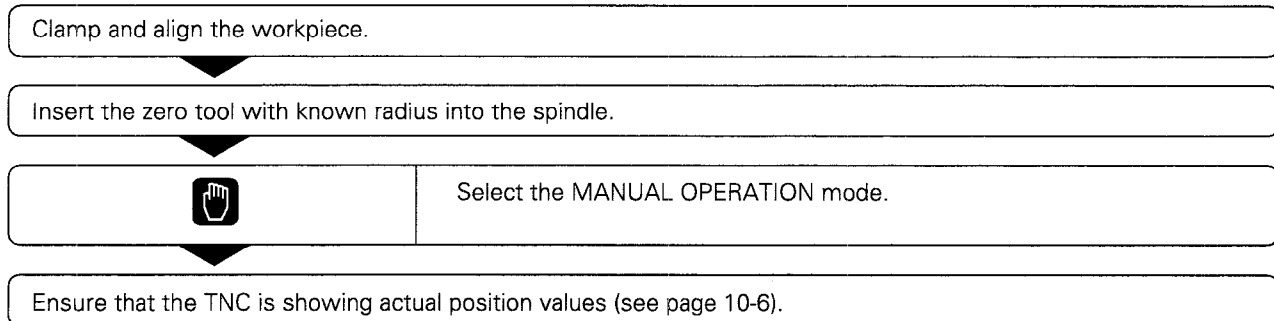 Clamp and align the workpiece.
Insert the zero tool with known radius into the spindle.
Select the MANUAL OPERATION mode.
Ensure that the TNC is showing actual position values (see page 10-6).